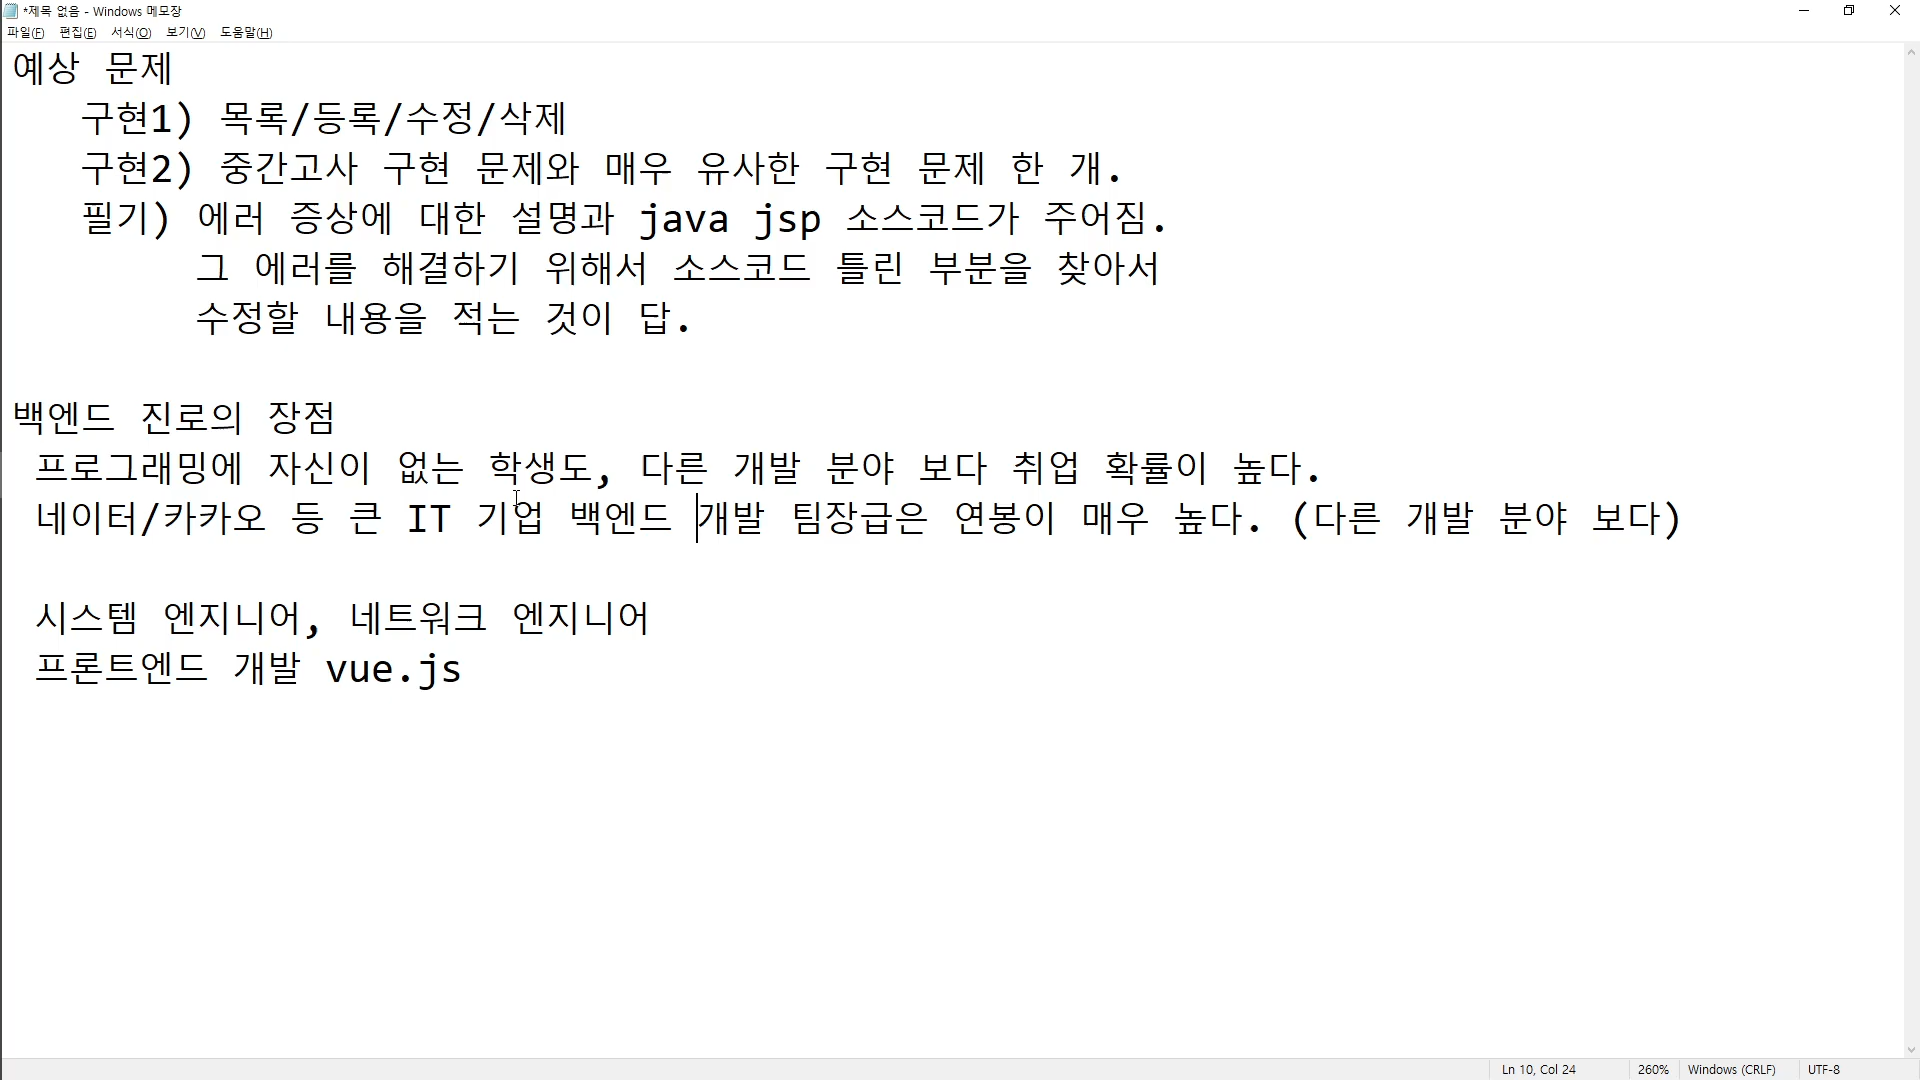 *제목 없음 - Windows 메모장
파일(F) 편집(E) 서식(O) 보기(V) 도움말(H)
예상 문제
구현1) 목록/등록/수정/삭제
구현2) 중간고사 구현 문제와 매우 유사한 구현 문제 한 개.
필기) 에러 증상에 대한 설명과 java jsp 소스코드가 주어짐.
그 에러를 해결하기 위해서 소스코드 틀린 부분을 찾아서
수정할 내용을 적는 것이 답.
백엔드 진로의 장점
프로그래밍에 자신이 없는 학생도, 다른 개발 분야 보다 취업 확률이 높다.
네이터/카카오 등 큰 IT 기업 백엔드 개발 팀장급은 연봉이 매우 높다. (다른 개발 분야 보다)
시스템 엔지니어, 네트워크 엔지니어
프론트엔드 개발 vue.js
Ln 10, Col 24 260% Windows (CRLF) UTF-8